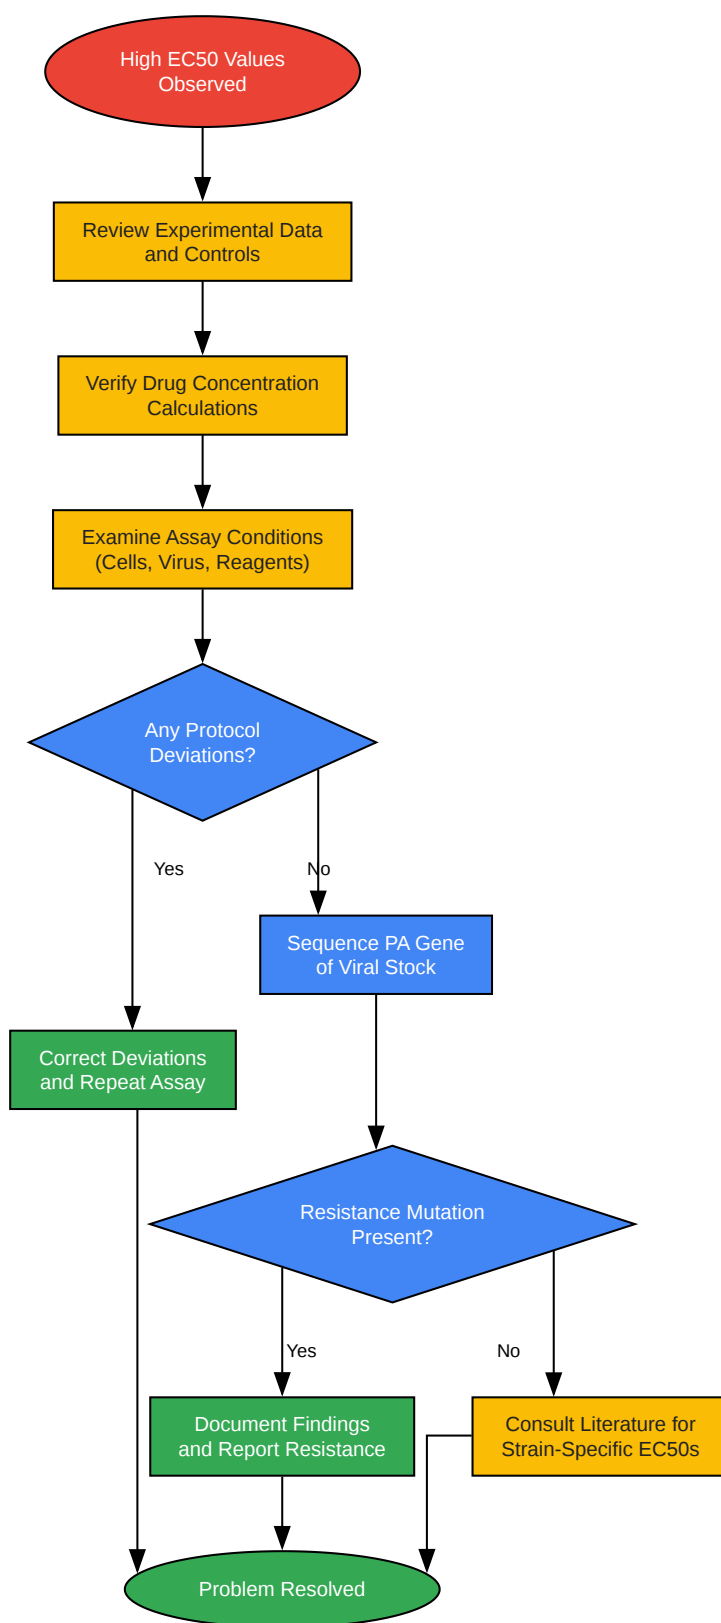 High EC50 Values
Observed
Review Experimental Data
and Controls
Verify Drug Concentration
Calculations
Examine Assay Conditions
(Cells, Virus, Reagents)
Any Protocol
Deviations?
Yes
No
Sequence PA Gene
of Viral Stock
Correct Deviations
and Repeat Assay
Resistance Mutation
Present?
Yes
No
Document Findings
and Report Resistance
Consult Literature for
Strain-Specific EC50s
Problem Resolved